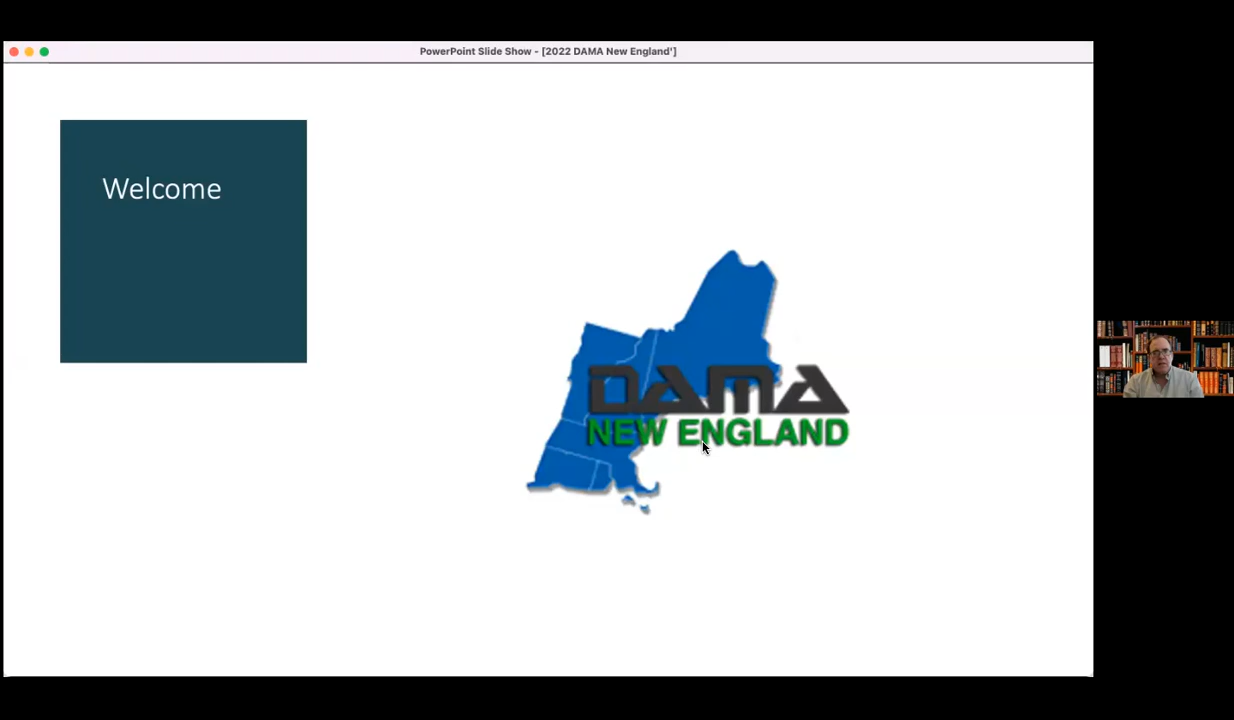 PowerPoint Slide Show - [2022 DAMA New England']
Welcome
DAMA
NEW ENGLAND